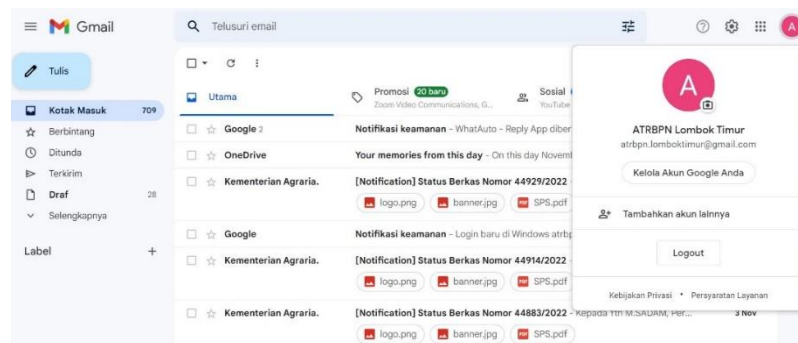 Gmail
Telusuri email
A
Tulis
Kotak Masuk 709
Berbintang
Ditunda
Terkirim
Draf 28
Selengkapnya
Label +
Utama
Promosi 20 baru
Zoom Video Communications, G...
Sosial
YouTube
Google 2 Notifikasi keamanan - WhatAuto - Reply App diber
OneDrive Your memories from this day - On this day Novem
Kementerian Agraria. [Notification] Status Berkas Nomor 44929/2022 -
logo.png banner.jpg PDF SPS.pdf
Google Notifikasi keamanan - Login baru di Windows atrbp
Kementerian Agraria. [Notification] Status Berkas Nomor 44914/2022 -
logo.png banner.jpg PDF SPS.pdf
Kementerian Agraria. [Notification] Status Berkas Nomor 44883/2022 - Kepada Yth M.SADAM, Per... 3 Nov
logo.png banner.jpg PDF SPS.pdf
A
ATRBPN Lombok Timur
atrbpn.lomboktimur@gmail.com
Kelola Akun Google Anda
Tambahkan akun lainnya
Logout
Kebijakan Privasi • Persyaratan Layanan